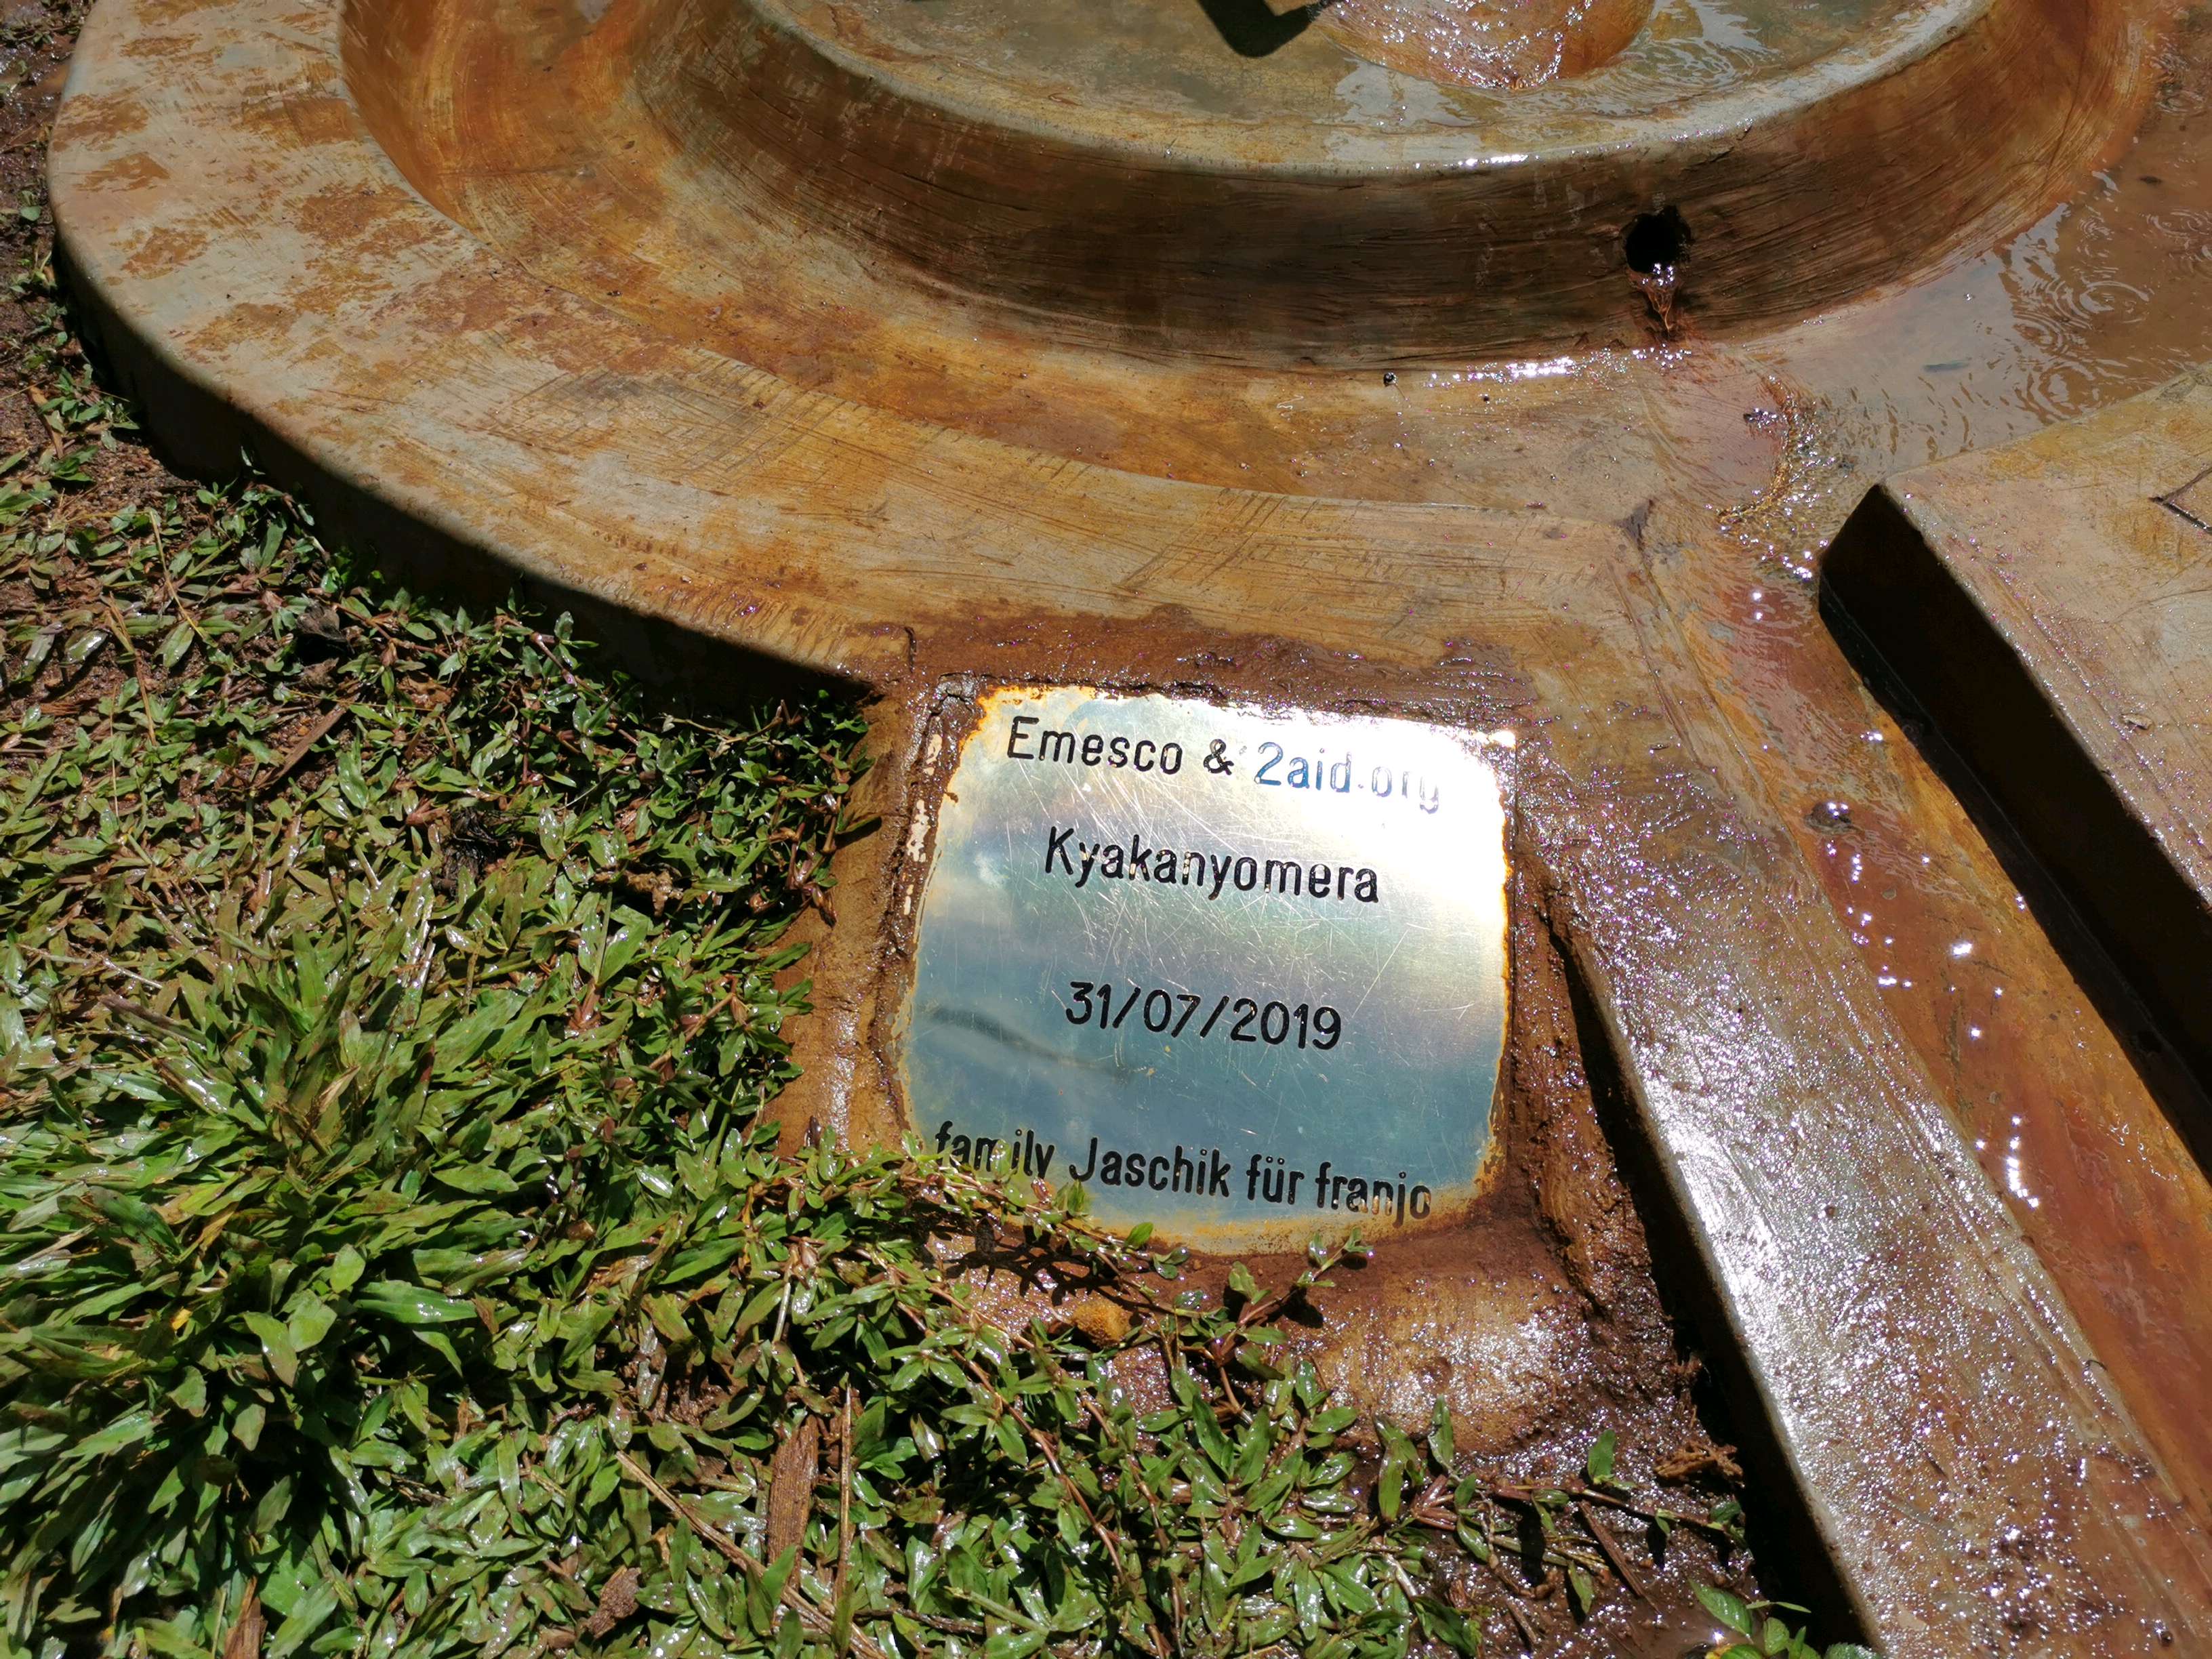 Emesco & 2aid.org
Kyakanyomera
31/07/2019
family Jaschik für franjo